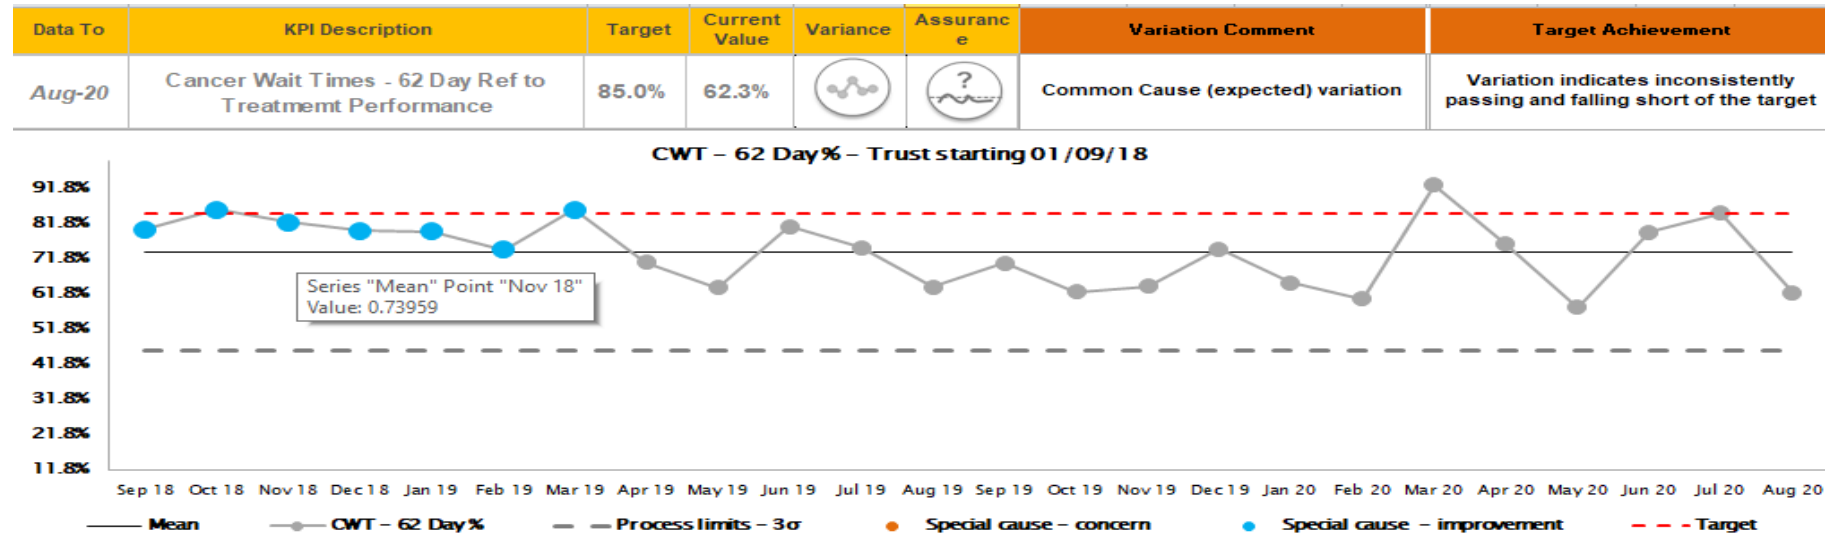 Data To KPI Description Target Current Value Variance Assuranc e Variation Comment Target Achievement
Aug-20 Cancer Wait Times - 62 Day Ref to Treatmemt Performance 85.0% 62.3% ? Common Cause (expected) variation Variation indicates inconsistently passing and falling short of the target
CWT - 62 Day% - Trust starting 01/09/18
91.8%
81.8%
71.8%
61.8%
51.8%
41.8%
31.8%
21.8%
11.8%
Series "Mean" Point "Nov 18"
Value: 0.73959
Sep 18 Oct 18 Nov 18 Dec 18 Jan 19 Feb 19 Mar 19 Apr 19 May 19 Jun 19 Jul 19 Aug 19 Sep 19 Oct 19 Nov 19 Dec 19 Jan 20 Feb 20 Mar 20 Apr 20 May 20 Jun 20 Jul 20 Aug 20
Mean CWT - 62 Day% Process limits - 3σ Special cause - concern Special cause - improvement Target